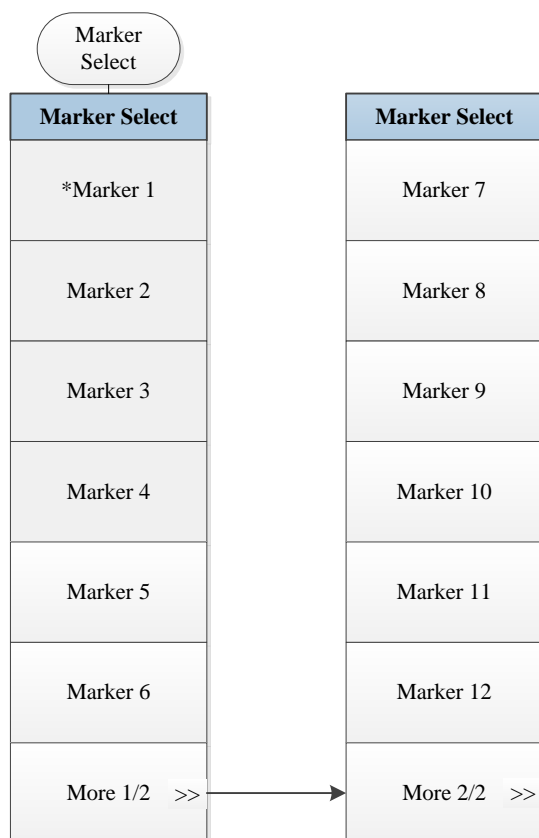 Marker
Select
Marker Select
*Marker 1
Marker 2
Marker 3
Marker 4
Marker 5
Marker 6
More 1/2 >>
Marker Select
Marker 7
Marker 8
Marker 9
Marker 10
Marker 11
Marker 12
More 2/2 >>